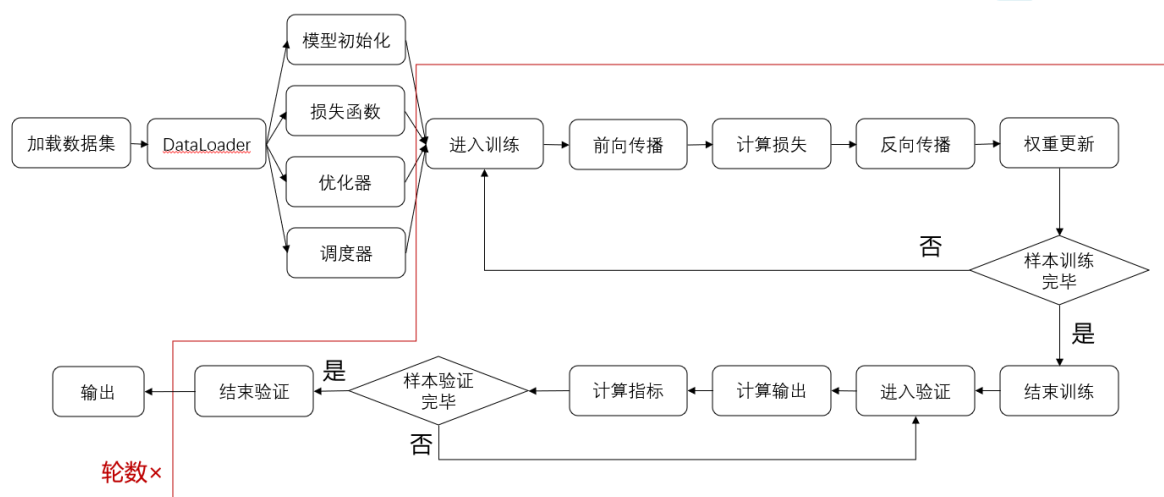 模型初始化
损失函数
优化器
调度器
加载数据集
DataLoader
进入训练
前向传播
计算损失
反向传播
权重更新
否
样本训练
完毕
是
输出
结束验证
是
样本验证
完毕
计算指标
计算输出
进入验证
结束训练
否
轮数×